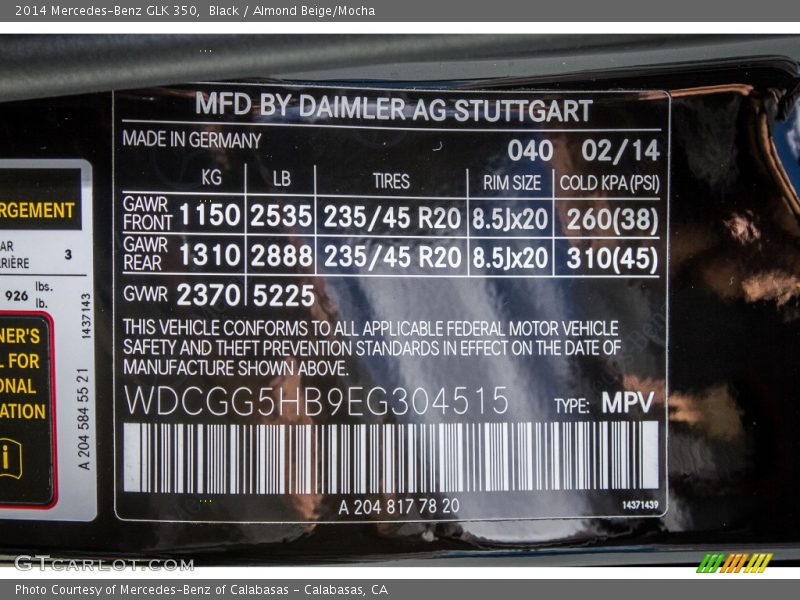 2014 Mercedes-Benz GLK 350,  Black / Almond Beige/Mocha
MFD BY DAIMLER AG STUTTGART
MADE IN GERMANY 040 02/14
KG LB TIRES RIM SIZE COLD KPA (PSI)
GAWR FRONT 1150 2535 235/45 R20 8.5Jx20 260(38)
GAWR REAR 1310 2888 235/45 R20 8.5Jx20 310(45)
GVWR 2370 5225
THIS VEHICLE CONFORMS TO ALL APPLICABLE FEDERAL MOTOR VEHICLE
SAFETY AND THEFT PREVENTION STANDARDS IN EFFECT ON THE DATE OF
MANUFACTURE SHOWN ABOVE.
WDCGG5HB9EG304515 TYPE: MPV
A 204 817 78 20 14371439
RGEMENT
AR
RIÈRE 3
926 lbs.
lb.
NER'S
L FOR
ONAL
ATION
i
1437143
A 204 584 55 21
GTCARLOT.COM
Photo Courtesy of Mercedes-Benz of Calabasas - Calabasas, CA